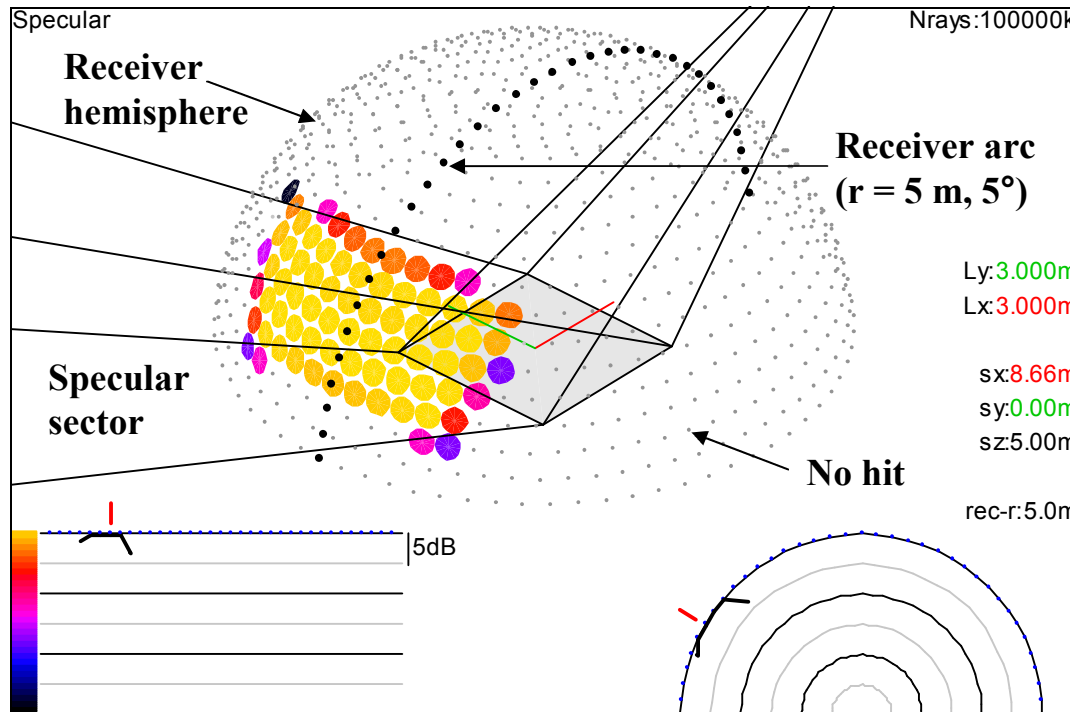 Specular
Nrays:100000k
Receiver
hemisphere
Receiver arc
(r = 5 m, 5°)
Ly:3.000m
Lx:3.000m
sx:8.66m
sy:0.00m
sz:5.00m
Specular
sector
No hit
rec-r:5.0m
5dB